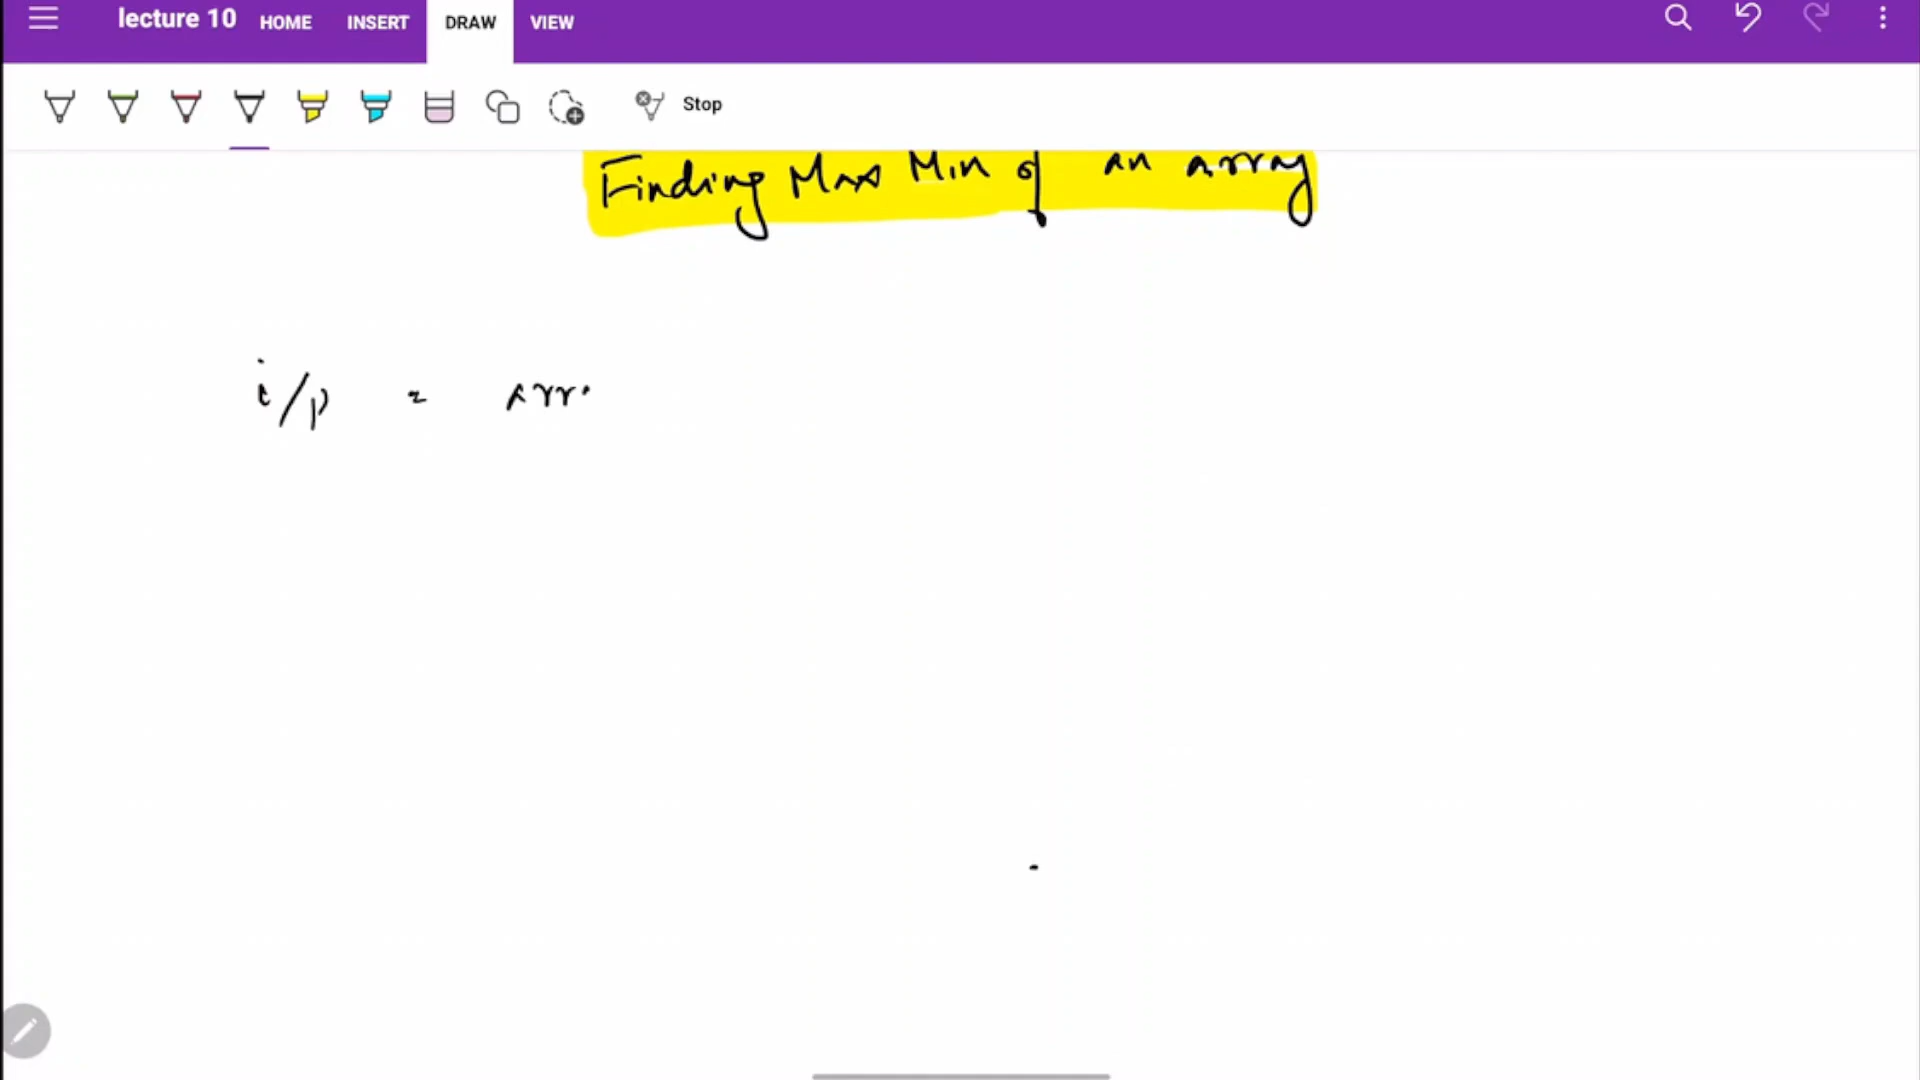 lecture 10 HOME INSERT DRAW VIEW
Stop
Finding Max Min of an array
i/p = arr